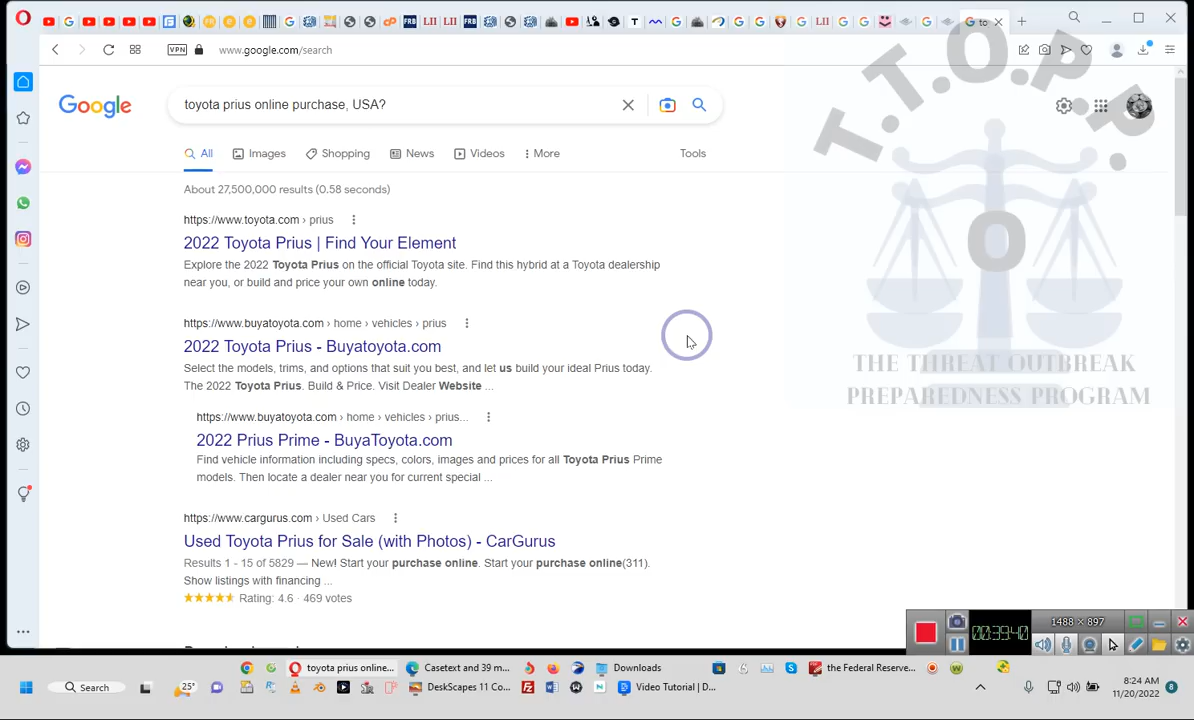 www.google.com/search
VPN
T.T.O.P.P.
Google
toyota prius online purchase, USA?
All
Images
Shopping
News
Videos
More
Tools
About 27,500,000 results (0.58 seconds)
https://www.toyota.com › prius
2022 Toyota Prius | Find Your Element
Explore the 2022 Toyota Prius on the official Toyota site. Find this hybrid at a Toyota dealership
near you, or build and price your own online today.
https://www.buyatoyota.com › home › vehicles › prius
2022 Toyota Prius - Buyatoyota.com
Select the models, trims, and options that suit you best, and let us build your ideal Prius today.
The 2022 Toyota Prius. Build & Price. Visit Dealer Website ...
https://www.buyatoyota.com › home › vehicles › prius...
2022 Prius Prime - BuyaToyota.com
Find vehicle information including specs, colors, images and prices for all Toyota Prius Prime
models. Then locate a dealer near you for current special ...
https://www.cargurus.com › Used Cars
Used Toyota Prius for Sale (with Photos) - CarGurus
Results 1 - 15 of 5829 — New! Start your purchase online. Start your purchase online(311).
Show listings with financing ...
Rating: 4.6 · 469 votes
O
THE THREAT OUTBREAK
PREPAREDNESS PROGRAM
00:39:40
1488 × 897
toyota prius online...
Casetext and 39 m...
Downloads
the Federal Reserve...
Search
25°
DeskScapes 11 Co...
Video Tutorial | D...
8:24 AM
11/20/2022
8